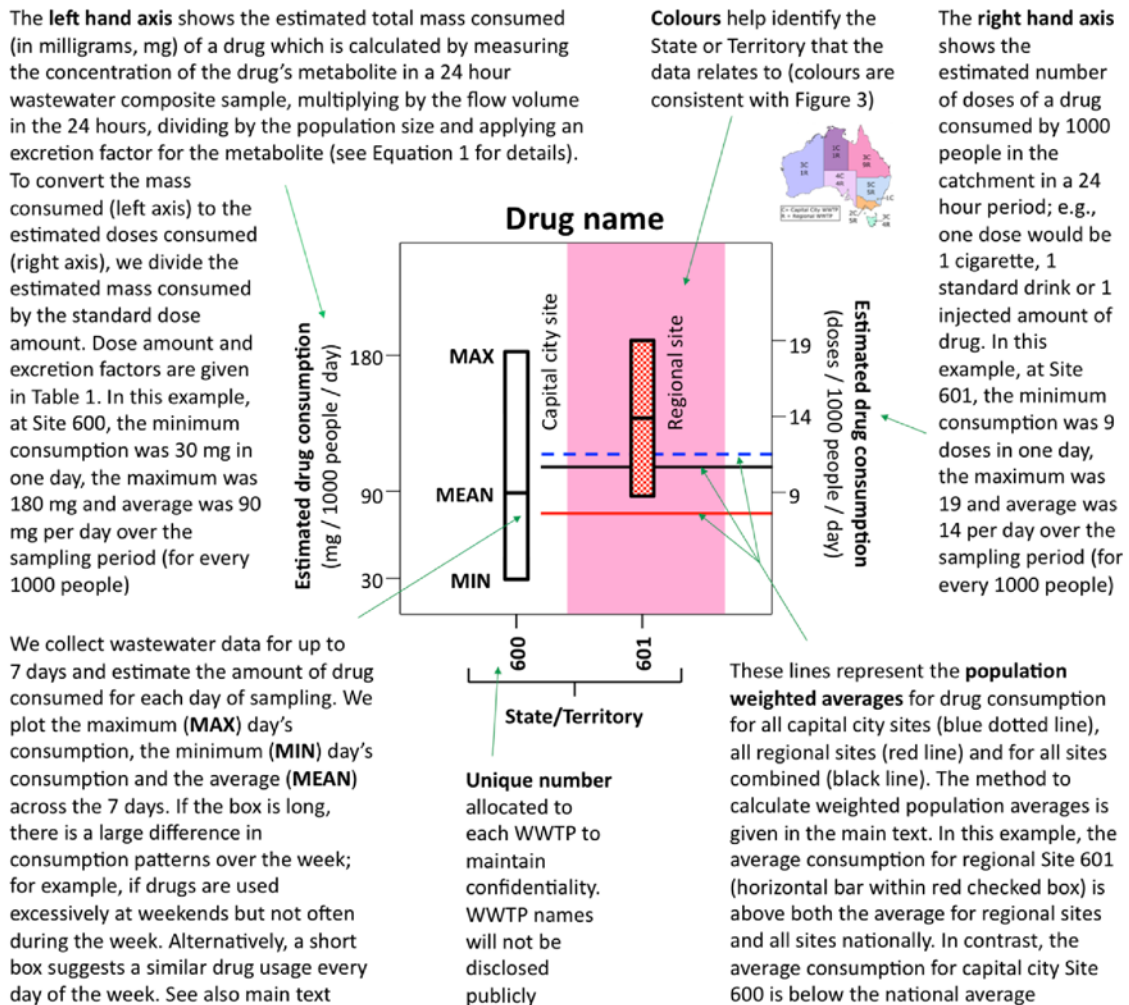 The left hand axis shows the estimated total mass consumed
(in milligrams, mg) of a drug which is calculated by measuring
the concentration of the drug's metabolite in a 24 hour
wastewater composite sample, multiplying by the flow volume
in the 24 hours, dividing by the population size and applying an
excretion factor for the metabolite (see Equation 1 for details).
To convert the mass
consumed (left axis) to the
estimated doses consumed
(right axis), we divide the
estimated mass consumed
by the standard dose
amount. Dose amount and
excretion factors are given
in Table 1. In this example,
at Site 600, the minimum
consumption was 30 mg in
one day, the maximum was
180 mg and average was 90
mg per day over the
sampling period (for every
1000 people)
Colours help identify the
State or Territory that the
data relates to (colours are
consistent with Figure 3)
The right hand axis
shows the
estimated number
of doses of a drug
consumed by 1000
people in the
catchment in a 24
hour period; e.g.,
one dose would be
1 cigarette, 1
standard drink or 1
injected amount of
drug. In this
example, at Site
601, the minimum
consumption was 9
doses in one day,
the maximum was
19 and average was
14 per day over the
sampling period (for
every 1000 people)
3C
1R
1C
1R
3C
9R
4C
4R
3C
5R
1C
2C
5R
3C
4R
C= Capital City WWTP
R = Regional WWTP
Drug name
Estimated drug consumption
(mg / 1000 people / day)
180
90
30
MAX
MEAN
MIN
Capital city site
Regional site
19
14
9
Estimated drug consumption
(doses / 1000 people / day)
600
601
State/Territory
We collect wastewater data for up to
7 days and estimate the amount of drug
consumed for each day of sampling. We
plot the maximum (MAX) day's
consumption, the minimum (MIN) day's
consumption and the average (MEAN)
across the 7 days. If the box is long,
there is a large difference in
consumption patterns over the week;
for example, if drugs are used
excessively at weekends but not often
during the week. Alternatively, a short
box suggests a similar drug usage every
day of the week. See also main text
Unique number
allocated to
each WWTP to
maintain
confidentiality.
WWTP names
will not be
disclosed
publicly
These lines represent the population
weighted averages for drug consumption
for all capital city sites (blue dotted line),
all regional sites (red line) and for all sites
combined (black line). The method to
calculate weighted population averages is
given in the main text. In this example, the
average consumption for regional Site 601
(horizontal bar within red checked box) is
above both the average for regional sites
and all sites nationally. In contrast, the
average consumption for capital city Site
600 is below the national average